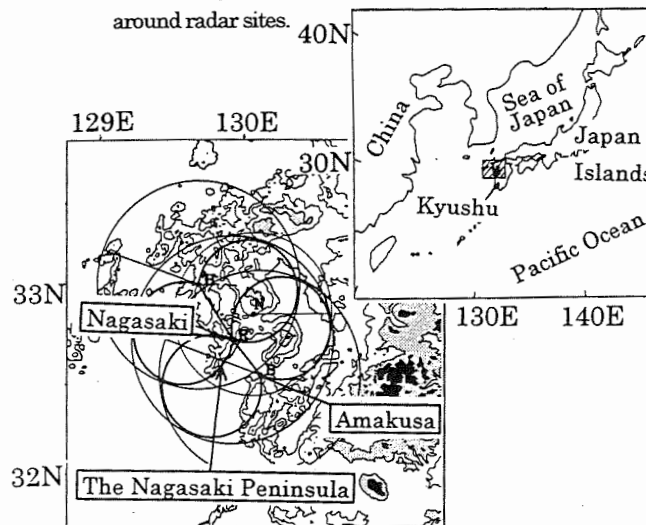 around radar sites.
40N
129E
130E
China
Sea of
Japan
30N
Japan
Islands
Kyushu
Pacific Ocean
33N
N
Nagasaki
130E
140E
Amakusa
32N
The Nagasaki Peninsula